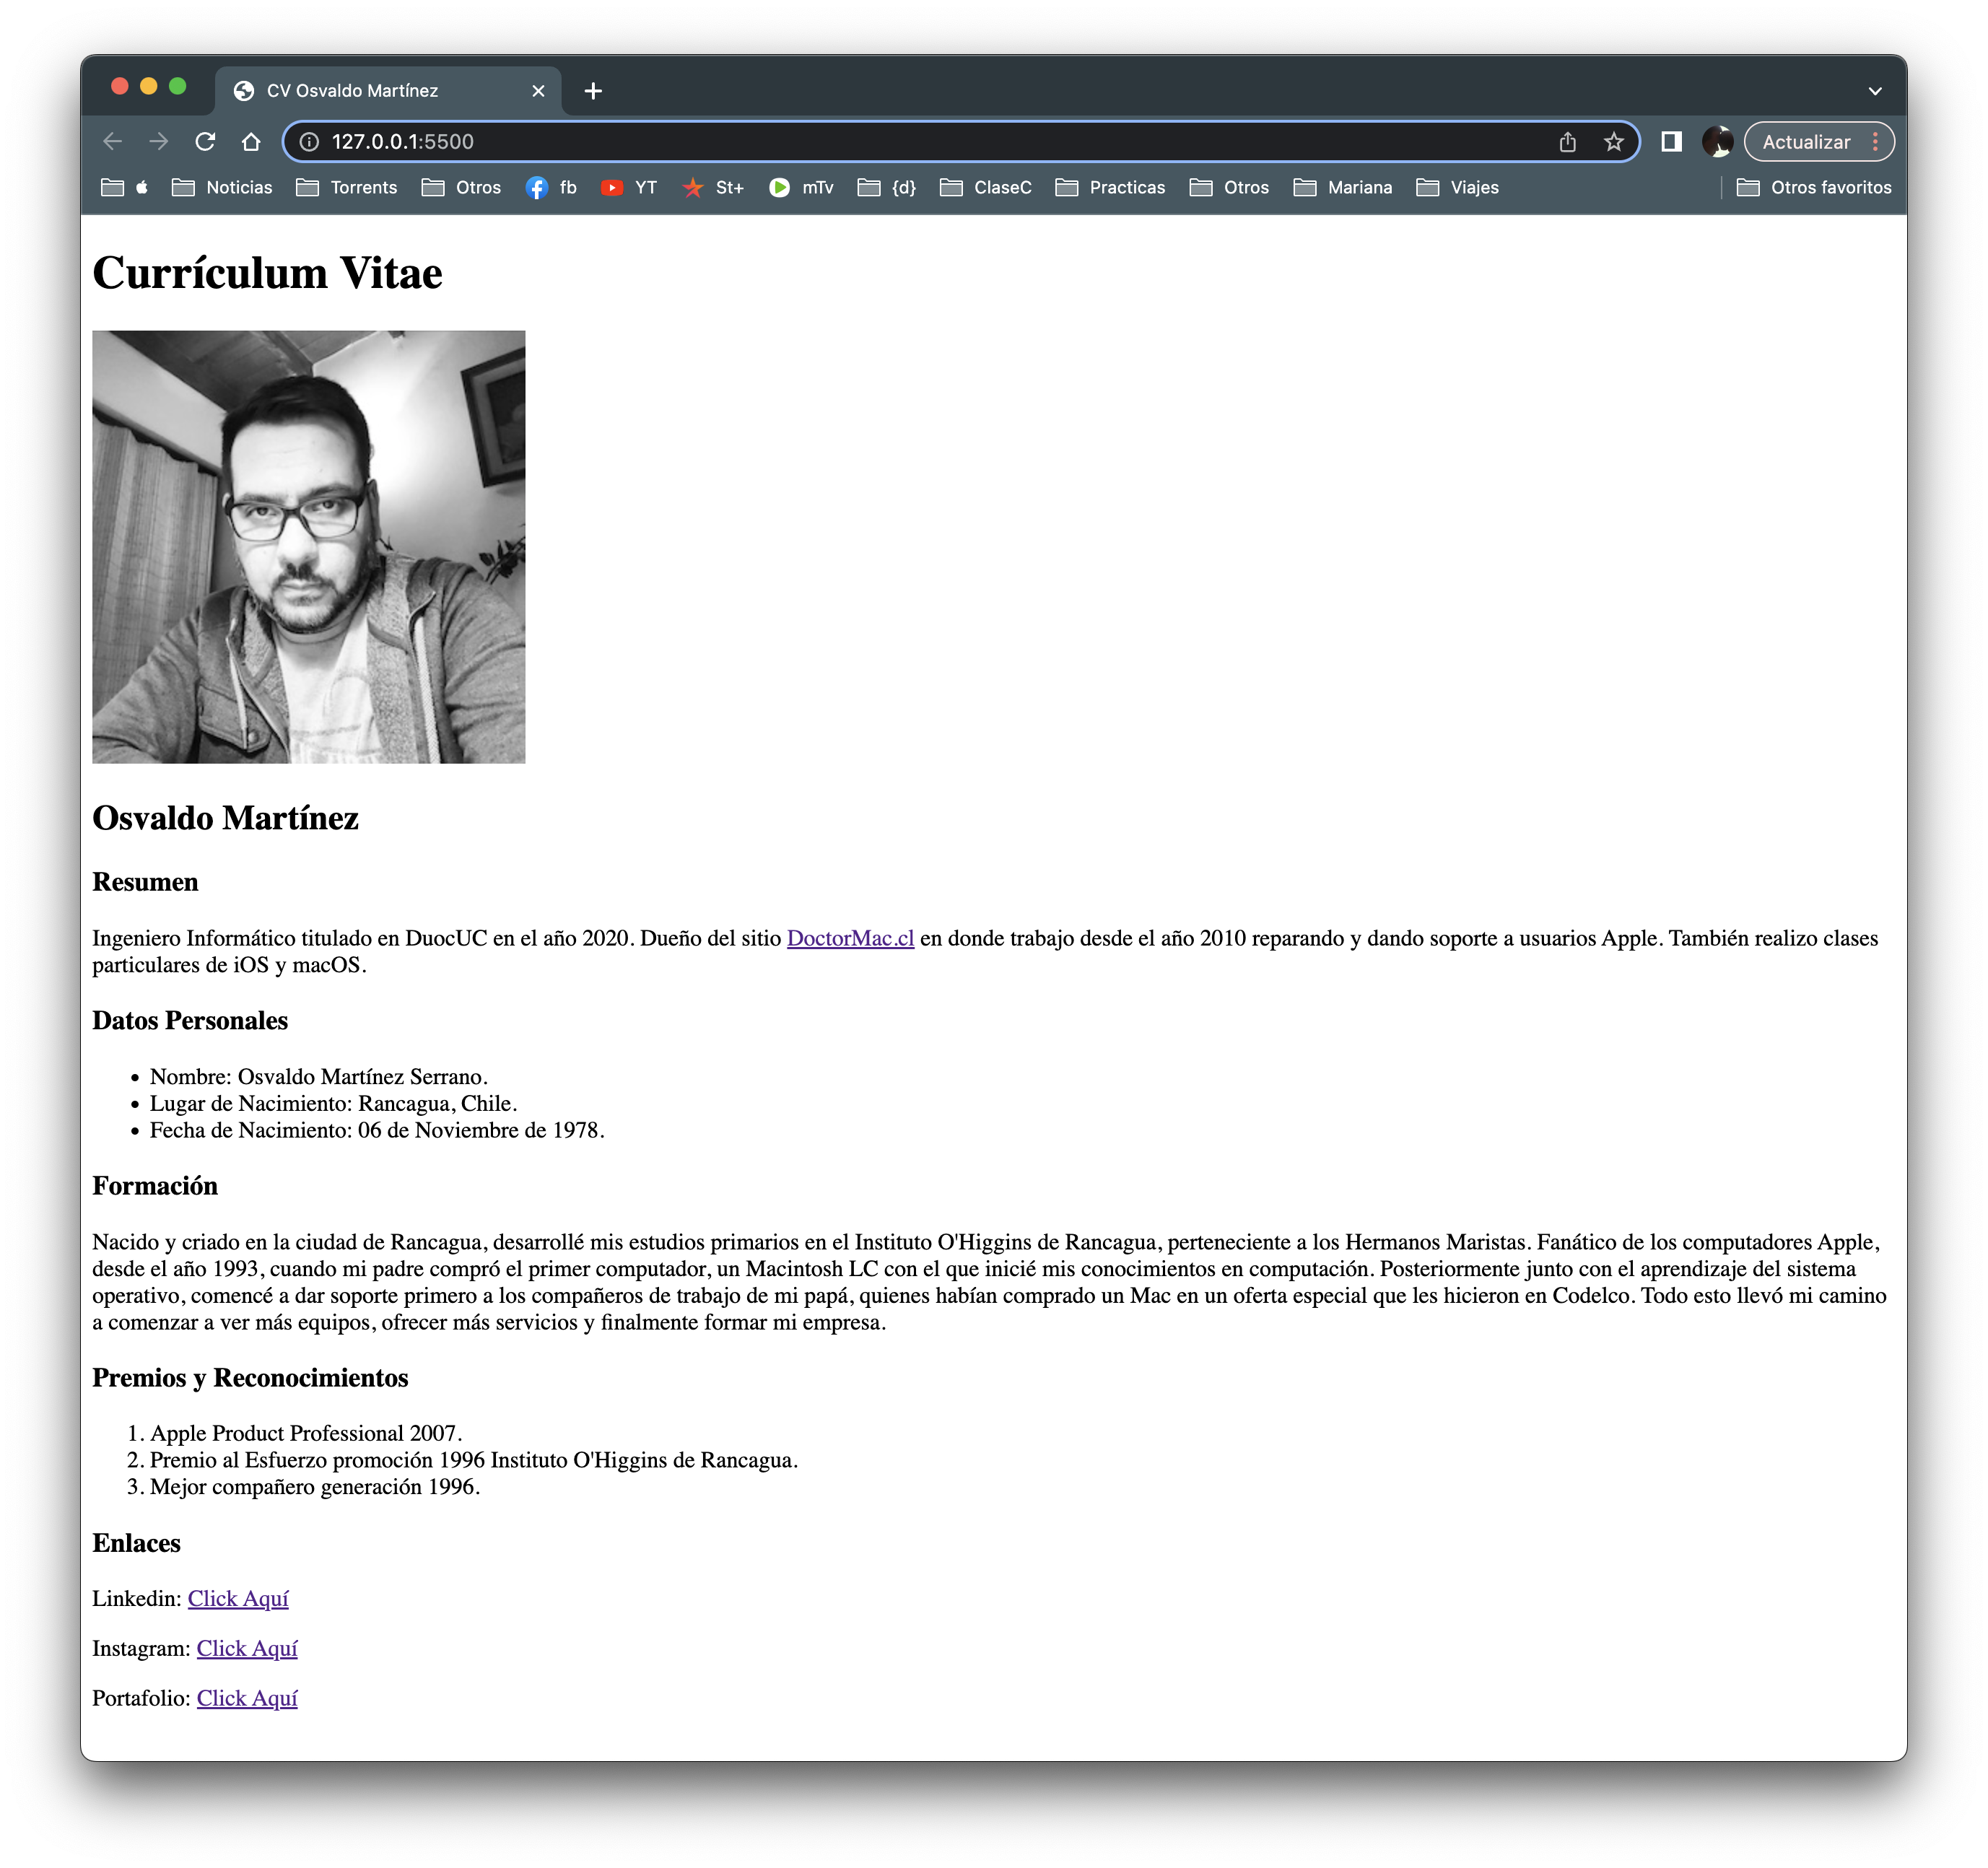 CV Osvaldo Martínez
127.0.0.1:5500
Actualizar
Noticias Torrents Otros fb YT St+ mTv {d} ClaseC Practicas Otros Mariana Viajes Otros favoritos
Currículum Vitae
Osvaldo Martínez
Resumen
Ingeniero Informático titulado en DuocUC en el año 2020. Dueño del sitio DoctorMac.cl en donde trabajo desde el año 2010 reparando y dando soporte a usuarios Apple. También realizo clases
particulares de iOS y macOS.
Datos Personales
• Nombre: Osvaldo Martínez Serrano.
• Lugar de Nacimiento: Rancagua, Chile.
• Fecha de Nacimiento: 06 de Noviembre de 1978.
Formación
Nacido y criado en la ciudad de Rancagua, desarrollé mis estudios primarios en el Instituto O'Higgins de Rancagua, perteneciente a los Hermanos Maristas. Fanático de los computadores Apple,
desde el año 1993, cuando mi padre compró el primer computador, un Macintosh LC con el que inicié mis conocimientos en computación. Posteriormente junto con el aprendizaje del sistema
operativo, comencé a dar soporte primero a los compañeros de trabajo de mi papá, quienes habían comprado un Mac en un oferta especial que les hicieron en Codelco. Todo esto llevó mi camino
a comenzar a ver más equipos, ofrecer más servicios y finalmente formar mi empresa.
Premios y Reconocimientos
1. Apple Product Professional 2007.
2. Premio al Esfuerzo promoción 1996 Instituto O'Higgins de Rancagua.
3. Mejor compañero generación 1996.
Enlaces
Linkedin: Click Aquí
Instagram: Click Aquí
Portafolio: Click Aquí